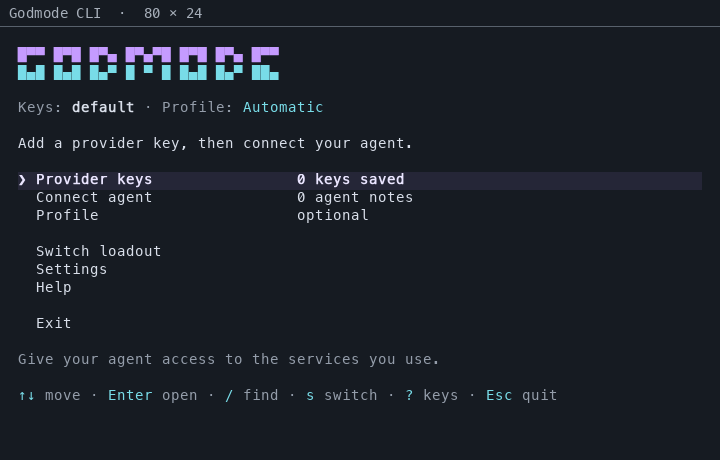 Godmode CLI · 80 × 24
GODMODE
Keys: default · Profile: Automatic
Add a provider key, then connect your agent.
❯ Provider keys 0 keys saved
Connect agent 0 agent notes
Profile optional
Switch loadout
Settings
Help
Exit
Give your agent access to the services you use.
↑↓ move · Enter open · / find · s switch · ? keys · Esc quit